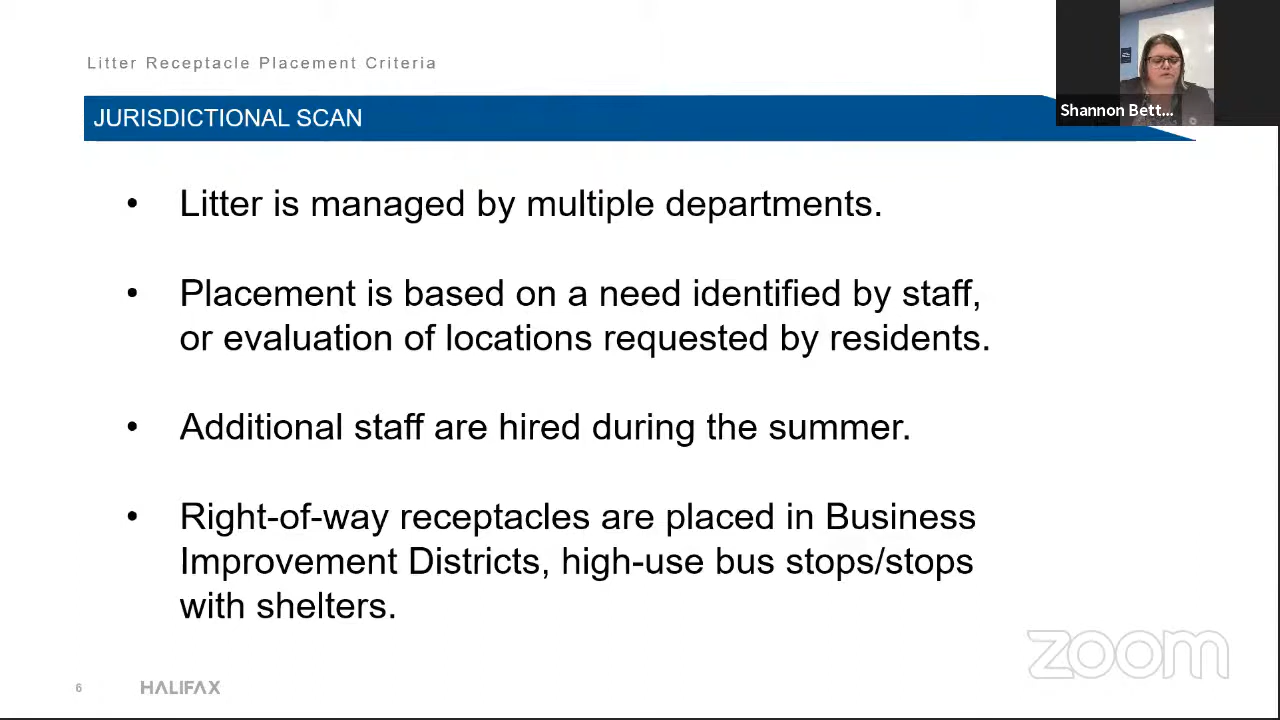 Litter Receptacle Placement Criteria
Shannon Bett...
JURISDICTIONAL SCAN
• Litter is managed by multiple departments.
• Placement is based on a need identified by staff,
or evaluation of locations requested by residents.
• Additional staff are hired during the summer.
• Right-of-way receptacles are placed in Business
Improvement Districts, high-use bus stops/stops
with shelters.
zoom
6
HALIFAX